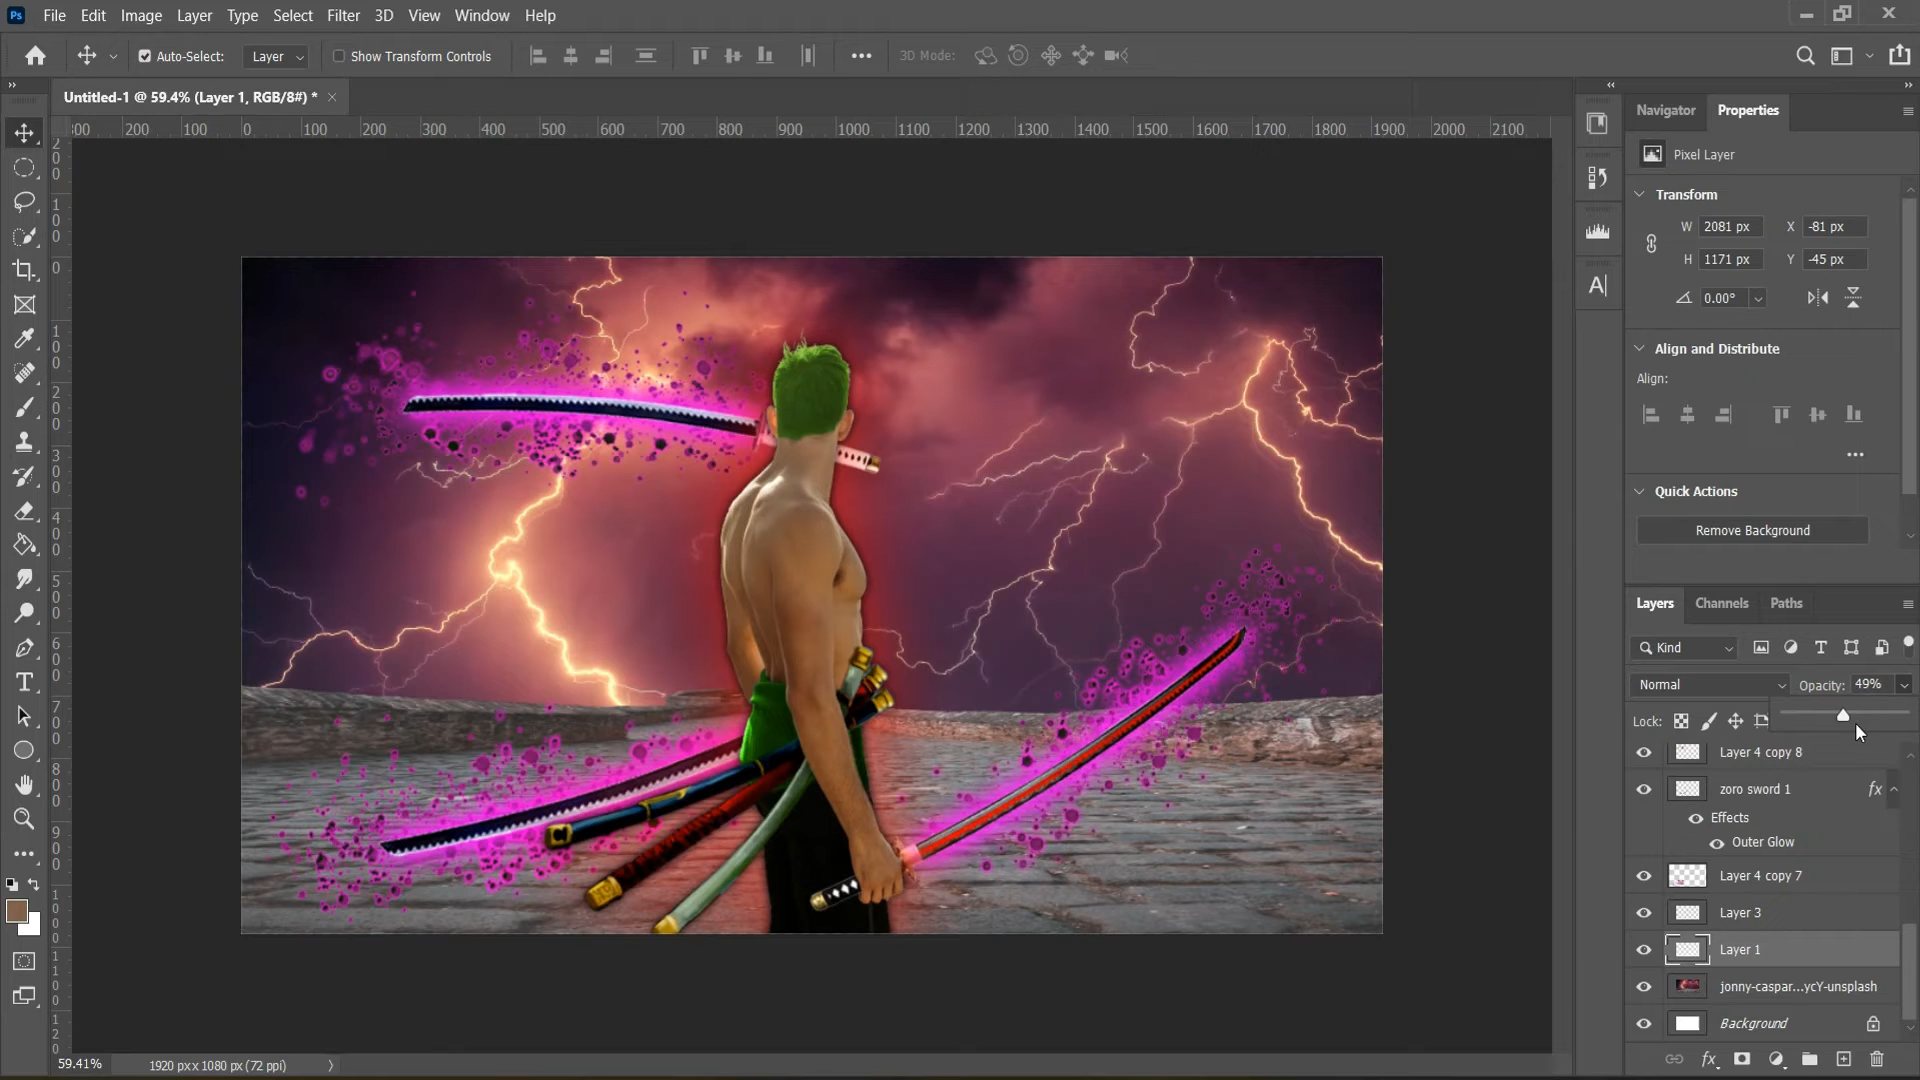 Ps File Edit Image Layer Type Select Filter 3D View Window Help
Auto-Select: Layer Show Transform Controls 3D Mode:
Untitled-1 @ 59.4% (Layer 1, RGB/8#) *
200 100 0 100 200 300 400 500 600 700 800 900 1000 1100 1200 1300 1400 1500 1600 1700 1800 1900 2000 2100
Navigator Properties
Pixel Layer
Transform
W 2081 px X -81 px
H 1171 px Y -45 px
0.00°
Align and Distribute
Align:
Quick Actions
Remove Background
Layers Channels Paths
Kind
Normal Opacity: 49%
Lock:
Layer 4 copy 8
zoro sword 1 fx
Effects
Outer Glow
Layer 4 copy 7
Layer 3
Layer 1
jonny-caspar...ycY-unsplash
Background
59.41% 1920 px x 1080 px (72 ppi)
fx